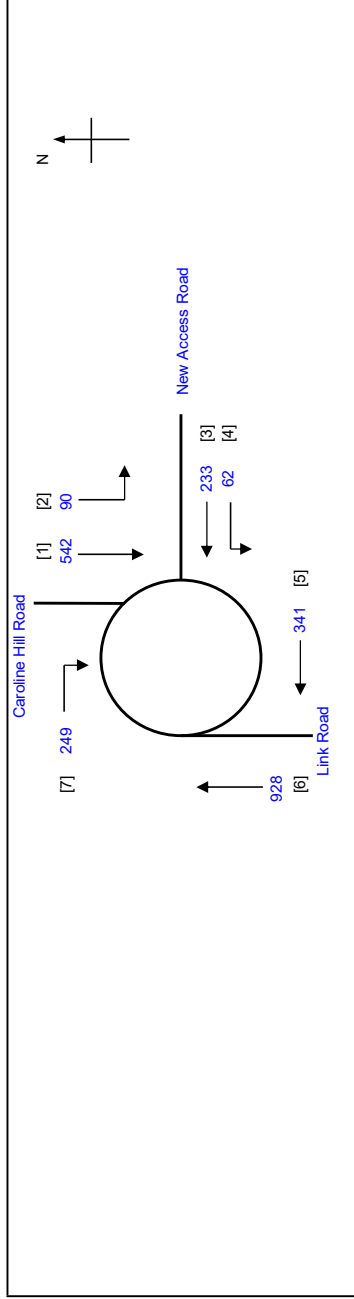 N
Caroline Hill Road
[1] [2]
542 90
[7] 249
New Access Road
233 [3]
62 [4]
341 [5]
928
[6]
Link Road